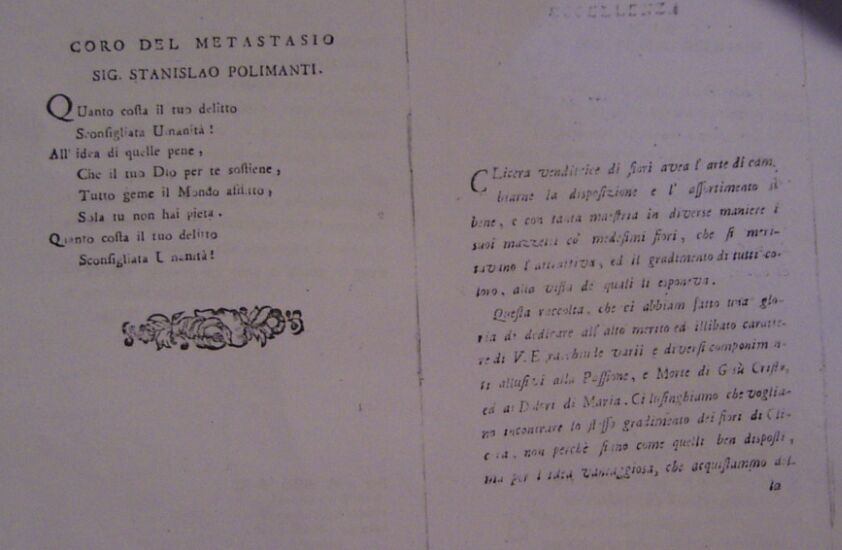 CORO DEL METASTASIO
SIG. STANISLAO POLIMANTI.
QUanto costa il tuo delitto
Sconsigliata Umanità!
All' idea di quelle pene,
Che il tuo Dio per te sostiene,
Tutto geme il Mondo afflitto,
Sola tu non hai pieta.
Quanto costa il tuo delitto
Sconsigliata Umanità!
ECCELLENZA
GLicera venditrice di fiori avea l' arte di cam-
biarne la disposizione e l' assortimento sì
bene, e con tanta maestria in diverse maniere i
suoi mazzetti co' medesimi fiori, che si meri-
tavano l' attrattiva, ed il gradimento di tutti co-
loro, alla vista de quali li esponeva.
Questa raccolta, che ci abbiam fatto una glo-
ria di dedicare all' alto merito ed illibato caratte-
re di V. E. racchiude varii e diversi componim n-
ti allusivi alla Passione, e Morte di Gesù Cristo,
ed ai Dolori di Maria. Ci lusinghiamo che voglia-
no incontrare lo stesso gradimento dei fiori di Gli-
cera, non perchè siano come quelli ben disposti,
ma per l' idea vantaggiosa, che acquistammo del-
la